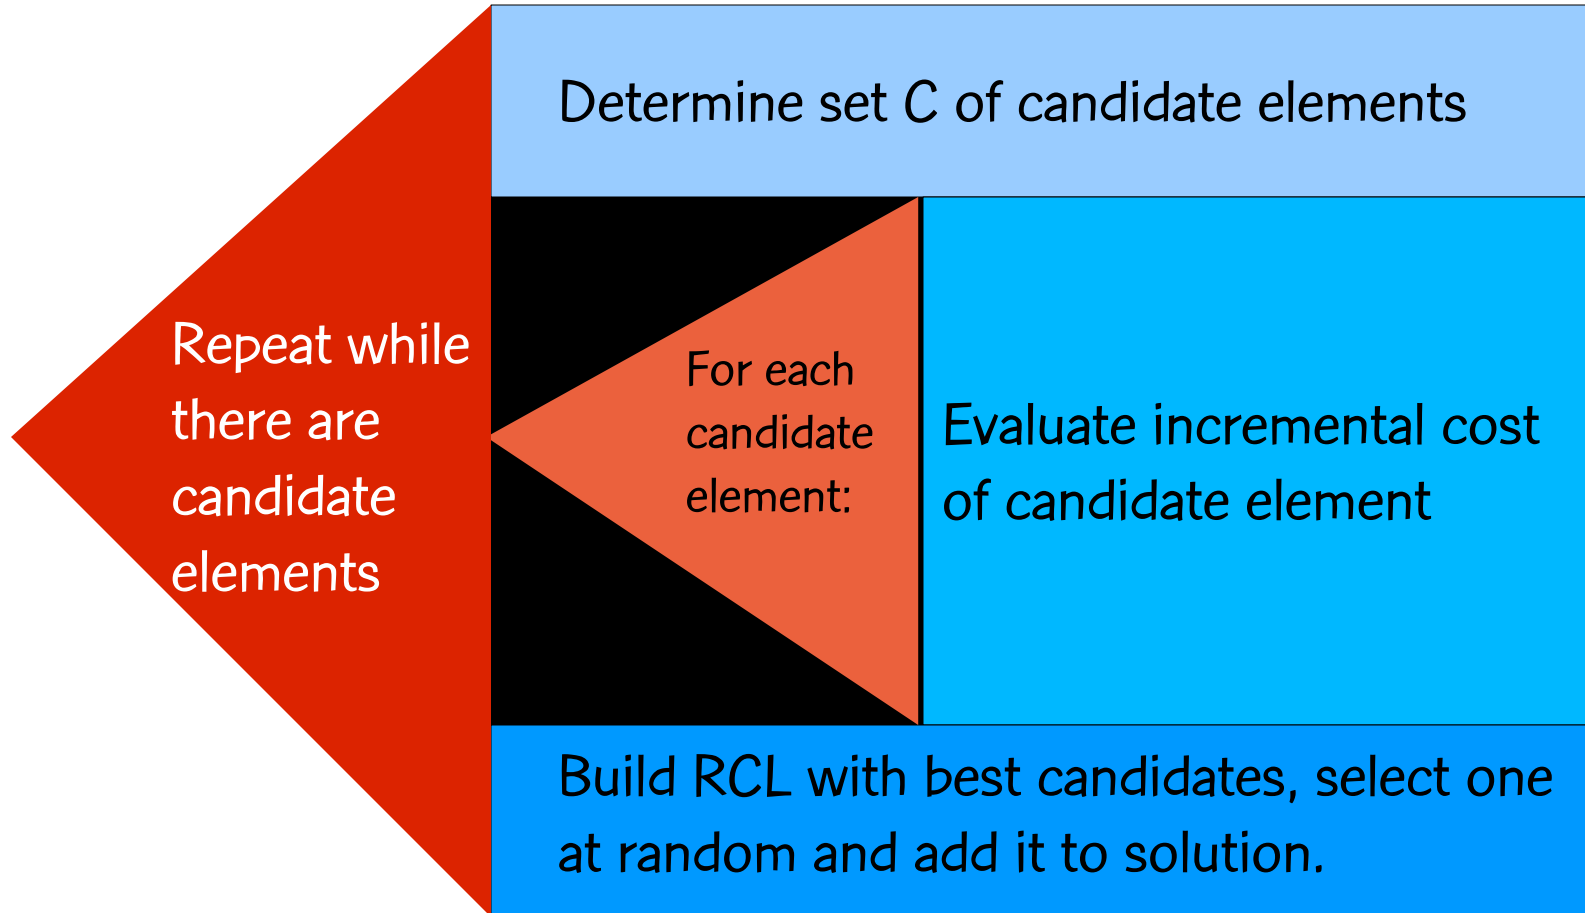 Determine set C of candidate elements
Repeat while
there are
candidate
elements
For each
candidate
element:
Evaluate incremental cost
of candidate element
Build RCL with best candidates, select one
at random and add it to solution.